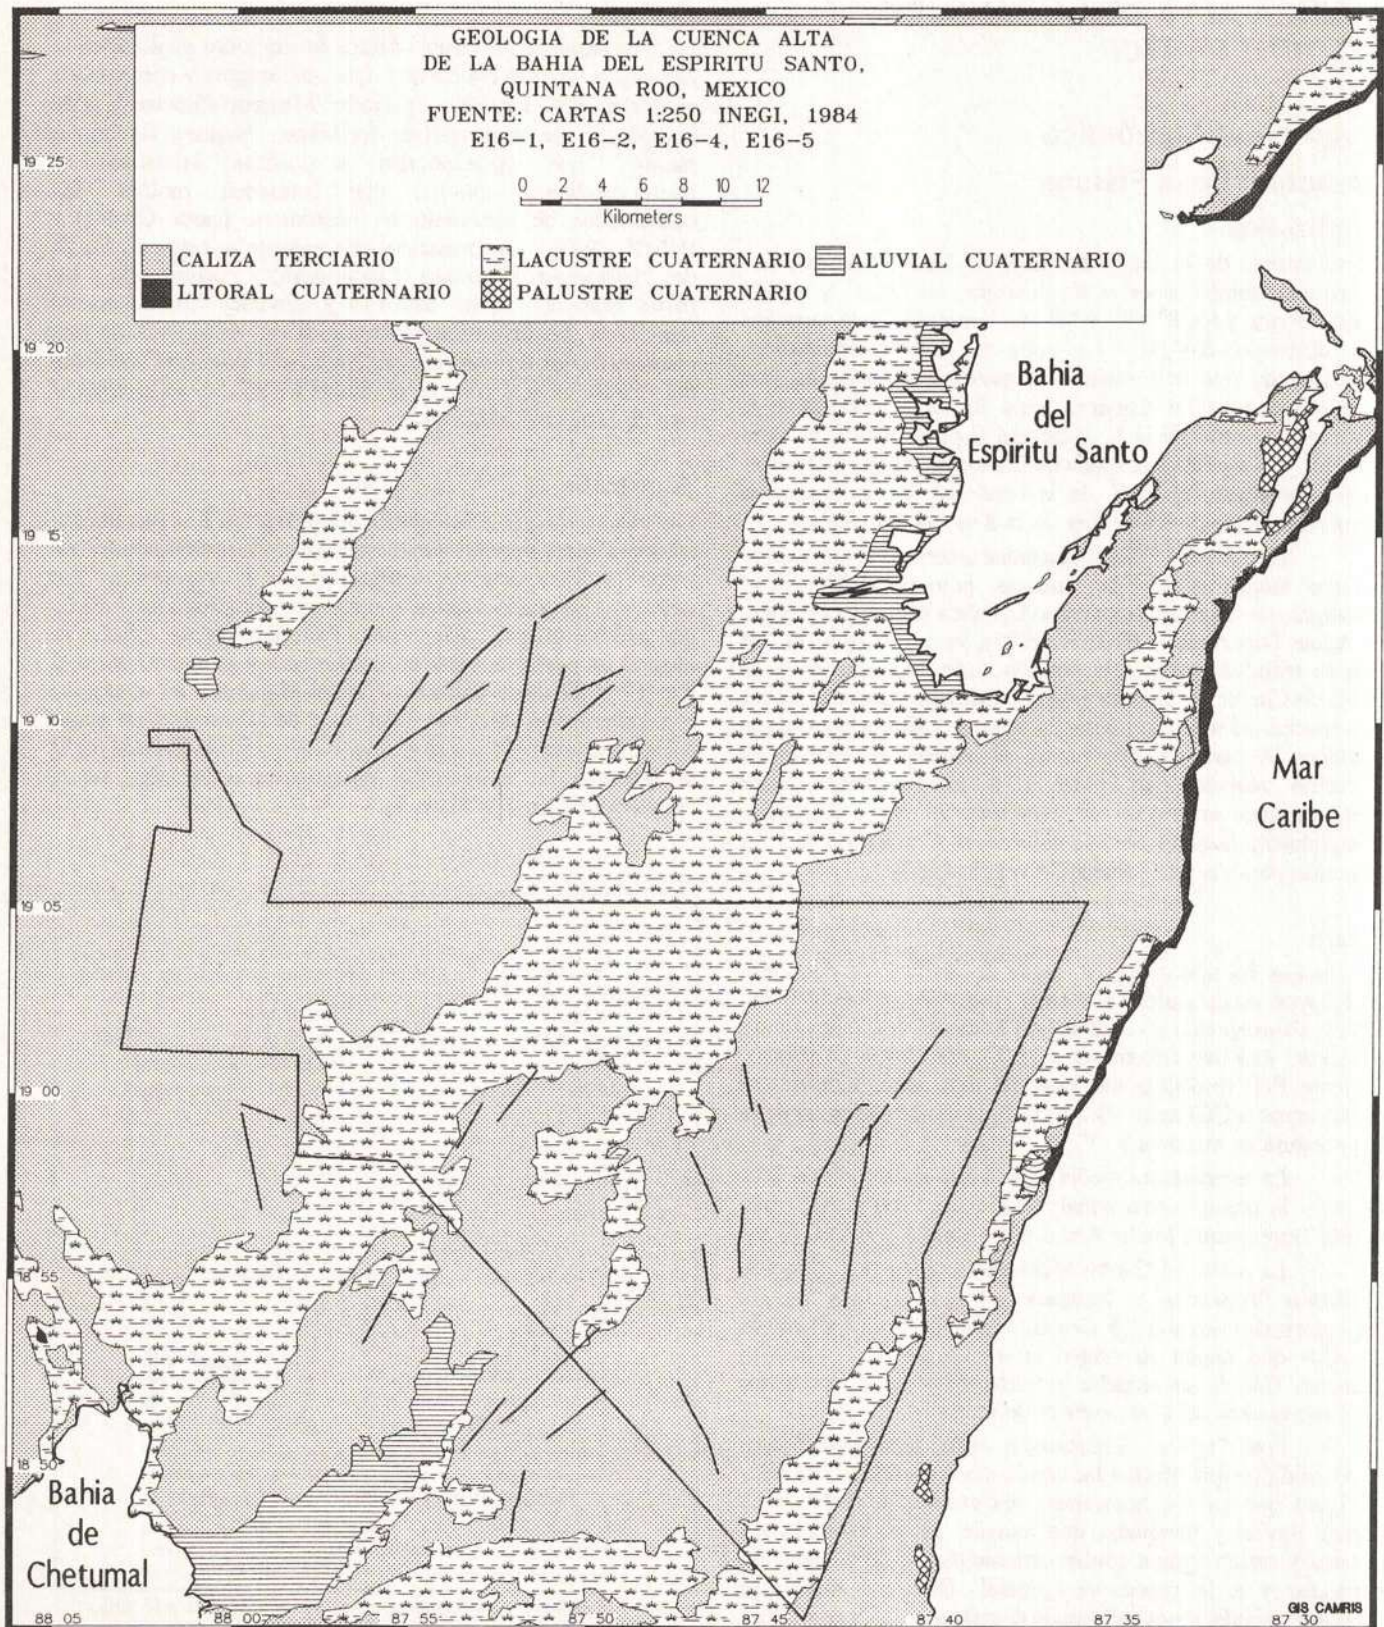 GEOLOGIA DE LA CUENCA ALTA
DE LA BAHIA DEL ESPIRITU SANTO,
QUINTANA ROO, MEXICO
FUENTE: CARTAS 1:250 INEGI, 1984
E16-1, E16-2, E16-4, E16-5
0 2 4 6 8 10 12
Kilometers
CALIZA TERCIARIO
LACUSTRE CUATERNARIO
ALUVIAL CUATERNARIO
LITORAL CUATERNARIO
PALUSTRE CUATERNARIO
19 25
19 20
19 15
19 10
19 05
19 00
18 55
18 50
Bahia
del
Espiritu Santo
Mar
Caribe
Bahia
de
Chetumal
88 05
88 00
87 55
87 50
87 45
87 40
87 35
87 30
GIS CAMRIS